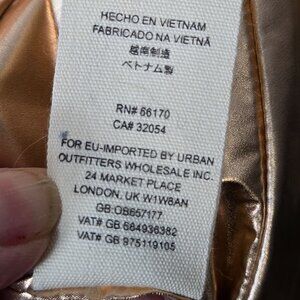 HECHO EN VIETNAM
FABRICADO NA VIETNÃ
越南制造
ベトナム製
RN# 66170
CA# 32054
FOR EU-IMPORTED BY URBAN
OUTFITTERS WHOLESALE INC.
24 MARKET PLACE
LONDON, UK W1W8AN
GB:OB657177
VAT# GB 664936382
VAT# GB 975119105